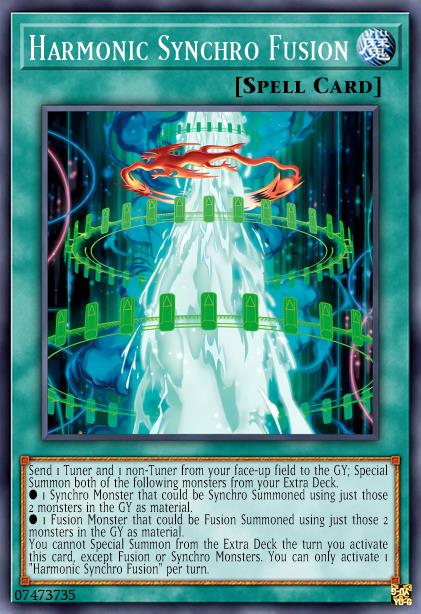 Harmonic Synchro Fusion
[Spell Card]
Send 1 Tuner and 1 non-Tuner from your face-up field to the GY; Special
Summon both of the following monsters from your Extra Deck.
● 1 Synchro Monster that could be Synchro Summoned using just those
2 monsters in the GY as material.
● 1 Fusion Monster that could be Fusion Summoned using just those 2
monsters in the GY as material.
You cannot Special Summon from the Extra Deck the turn you activate
this card, except Fusion or Synchro Monsters. You can only activate 1
"Harmonic Synchro Fusion" per turn.
07473735